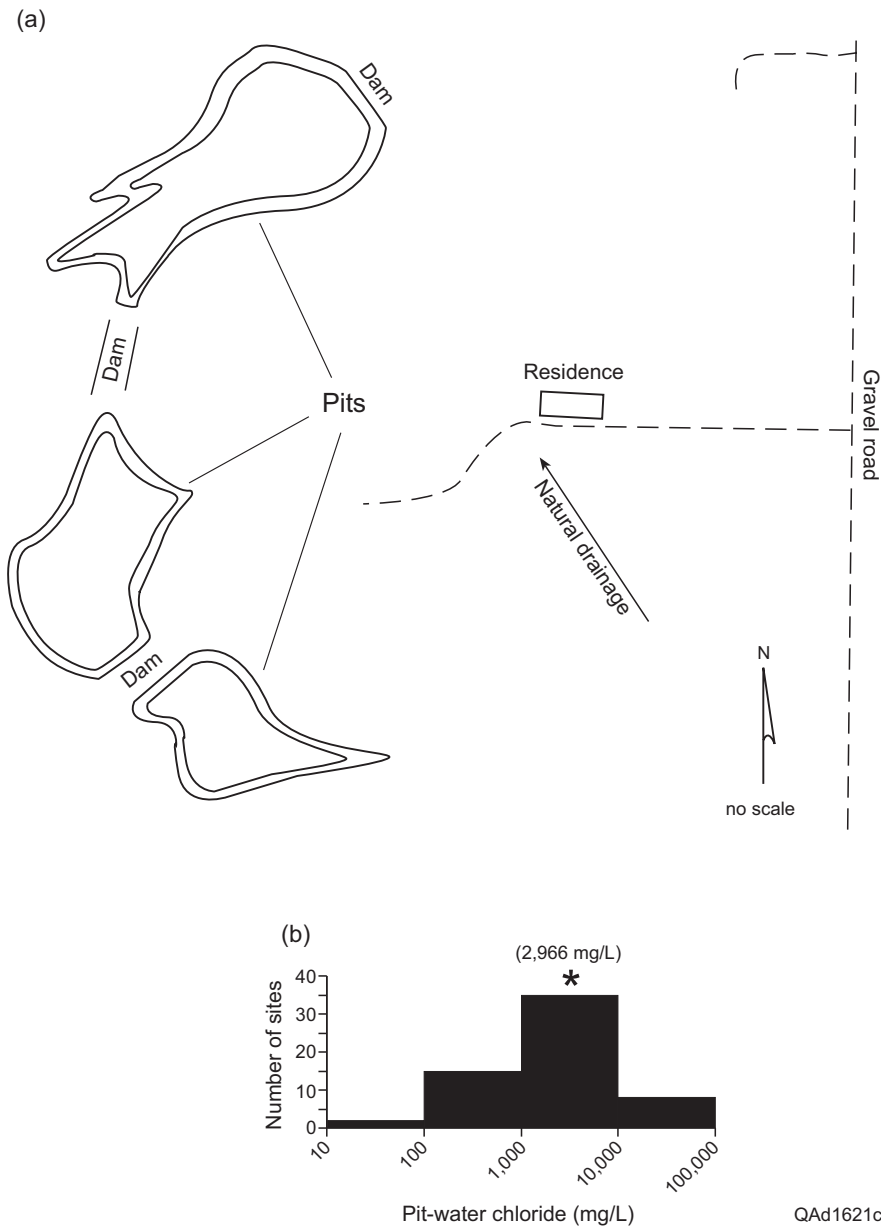 (a)
Dam
Dam
Residence
Pits
Gravel road
Natural drainage
Dam
N
no scale
(b)
(2,966 mg/L)
*
40
30
20
10
0
Number of sites
10
100
1,000
10,000
100,000
Pit-water chloride (mg/L)
QAd1621c